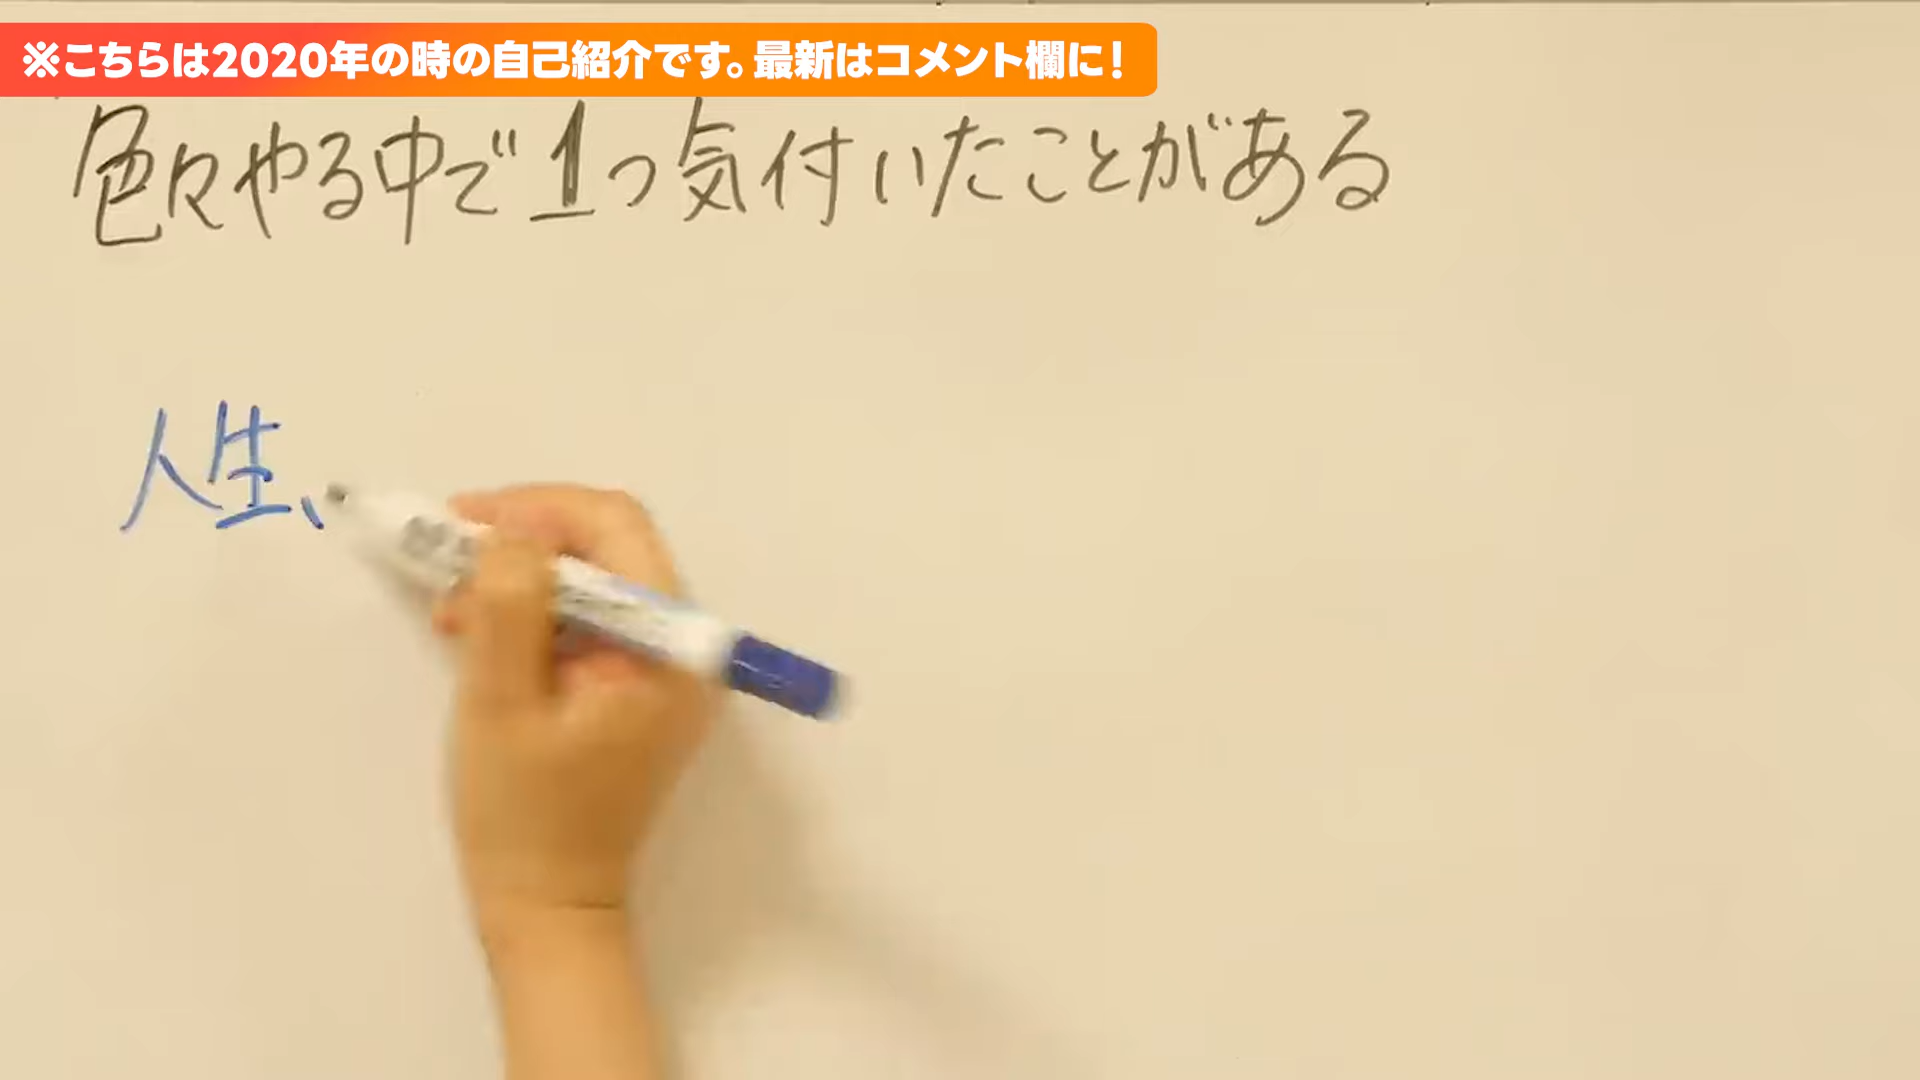 ※こちらは2020年の時の自己紹介です。最新はコメント欄に！
色々やる中で1つ気付いたことがある
人生、